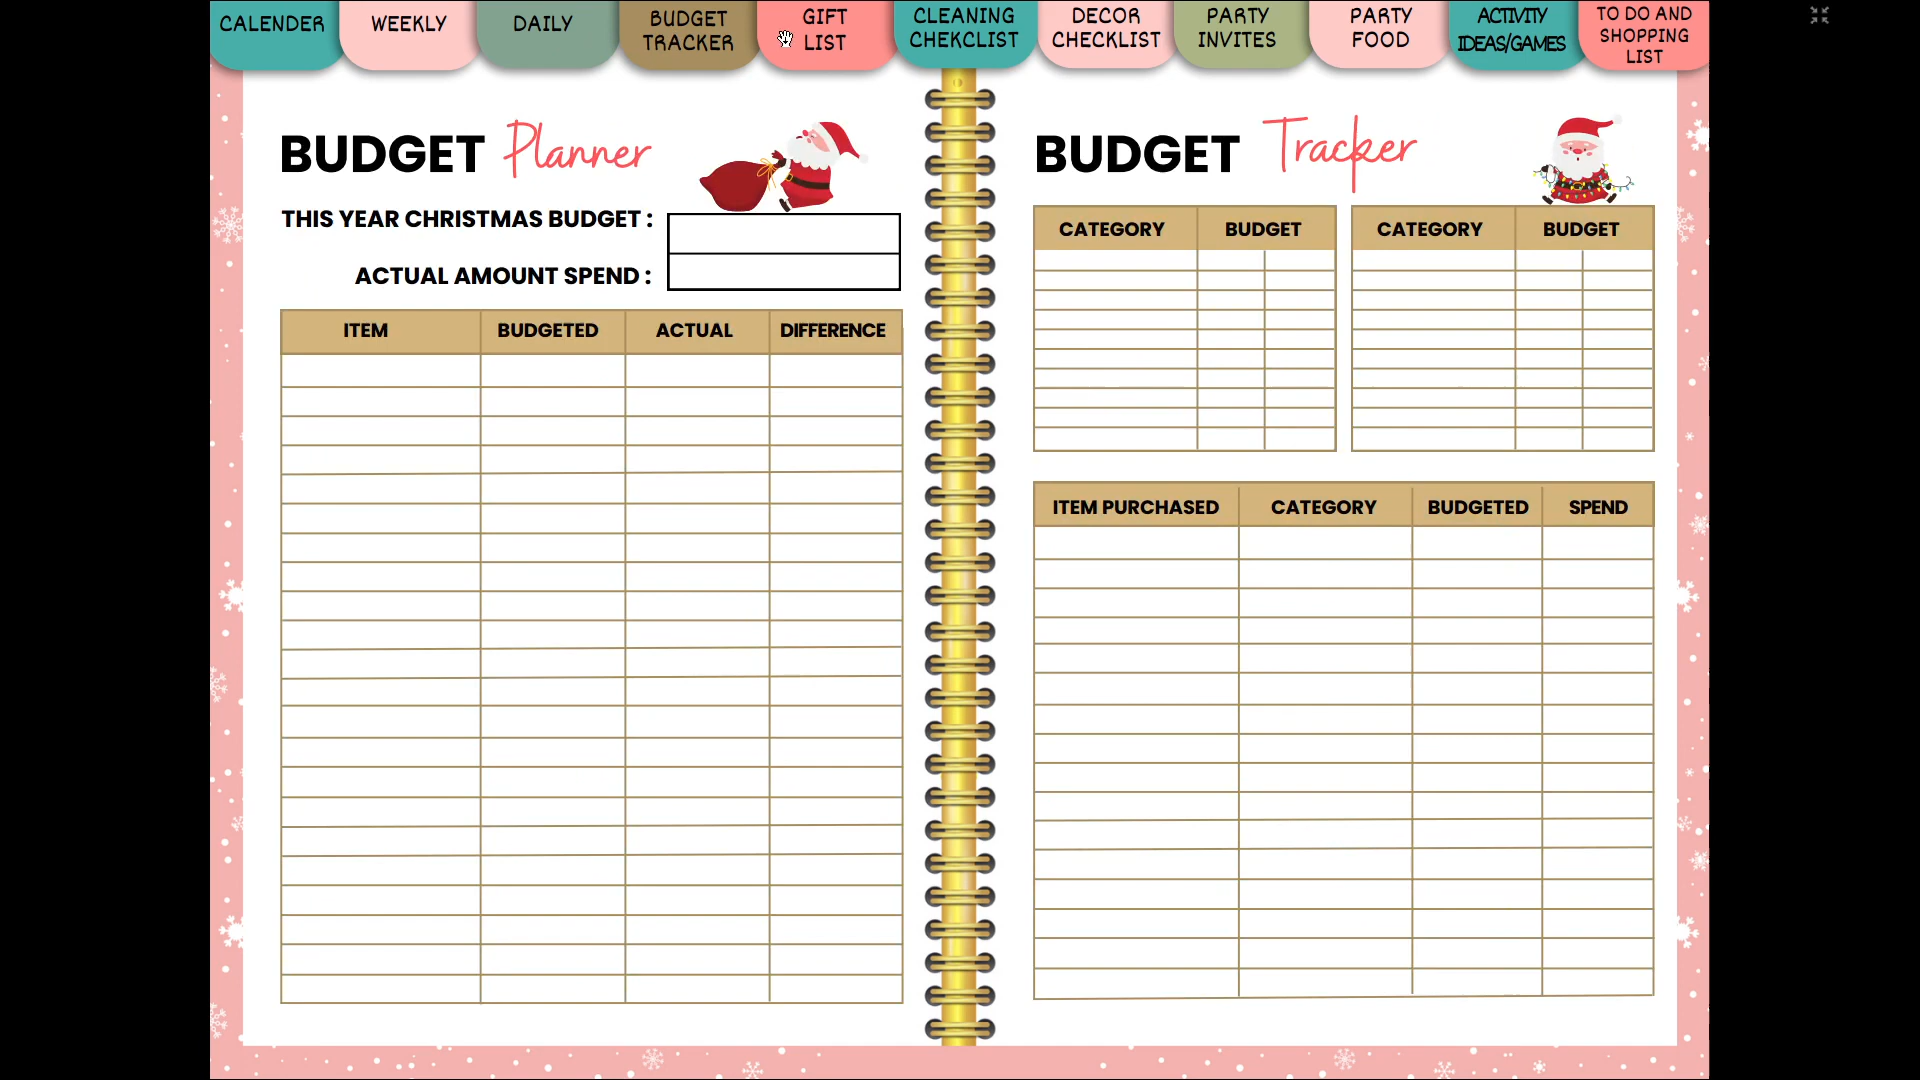 CALENDER
WEEKLY
DAILY
BUDGET
TRACKER
GIFT
LIST
CLEANING
CHEKCLIST
DECOR
CHECKLIST
PARTY
INVITES
PARTY
FOOD
ACTIVITY
IDEAS/GAMES
TO DO AND
SHOPPING
LIST
BUDGET Planner
THIS YEAR CHRISTMAS BUDGET :
ACTUAL AMOUNT SPEND :
ITEM BUDGETED ACTUAL DIFFERENCE
BUDGET Tracker
CATEGORY BUDGET CATEGORY BUDGET
ITEM PURCHASED CATEGORY BUDGETED SPEND